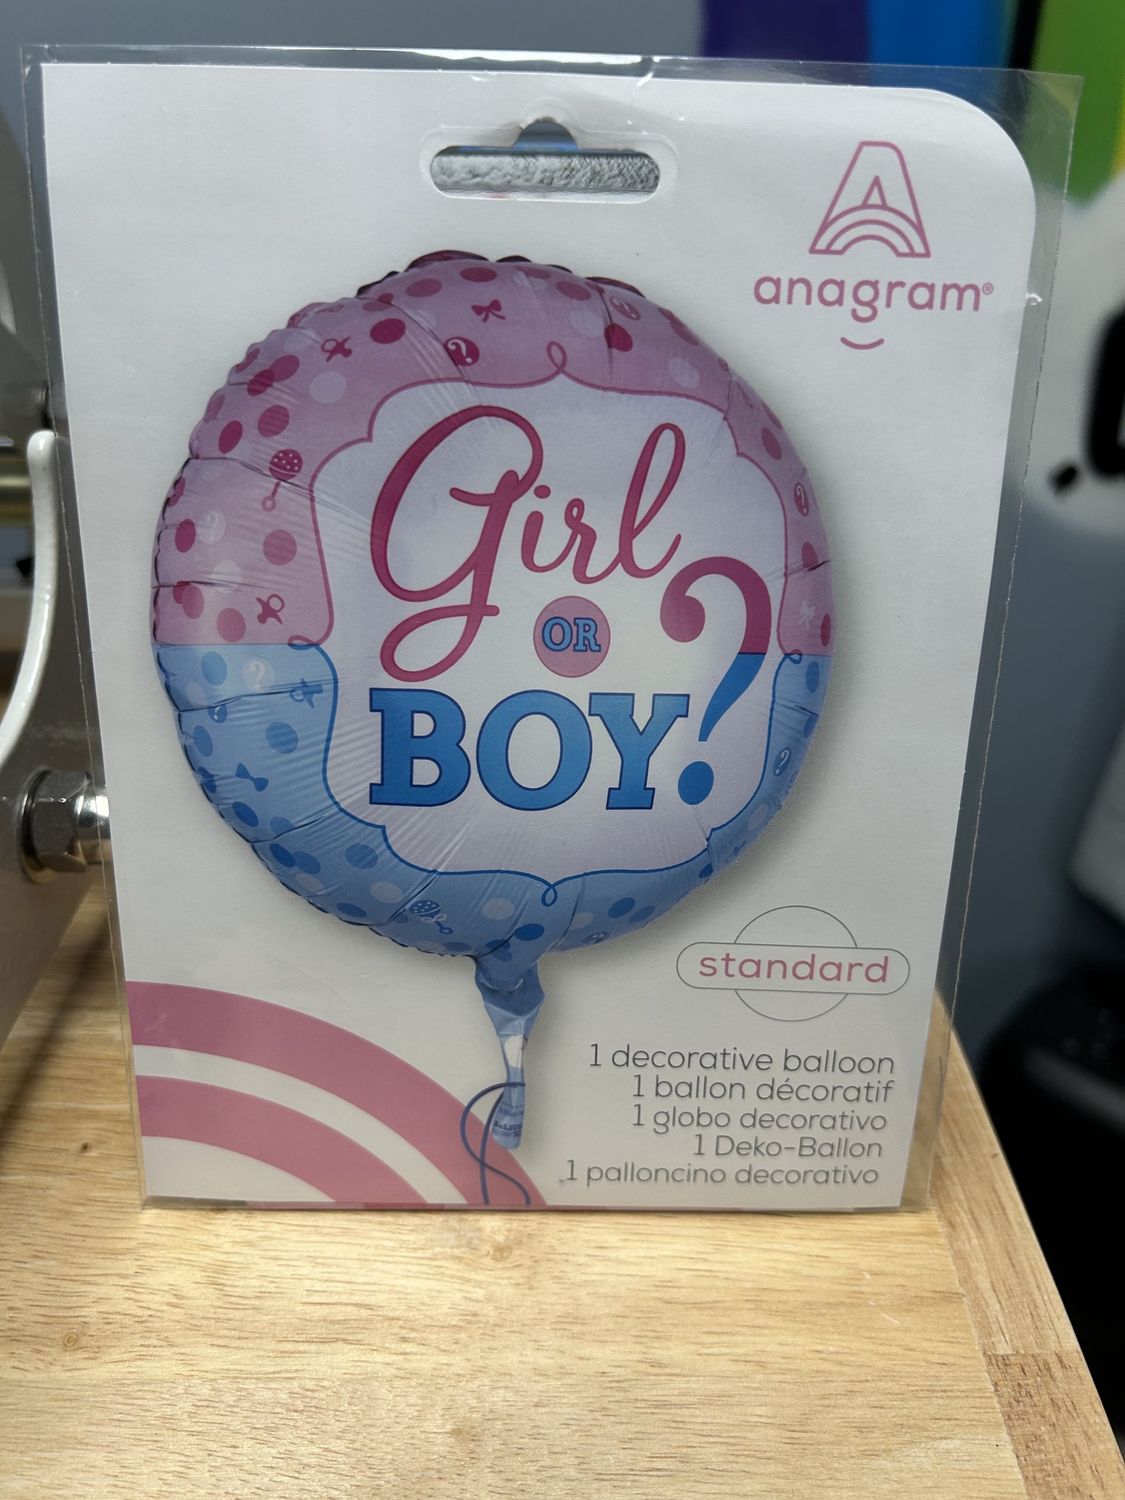 anagram®
Girl
OR
BOY?
standard
1 decorative balloon
1 ballon décoratif
1 globo decorativo
1 Deko-Ballon
1 palloncino decorativo